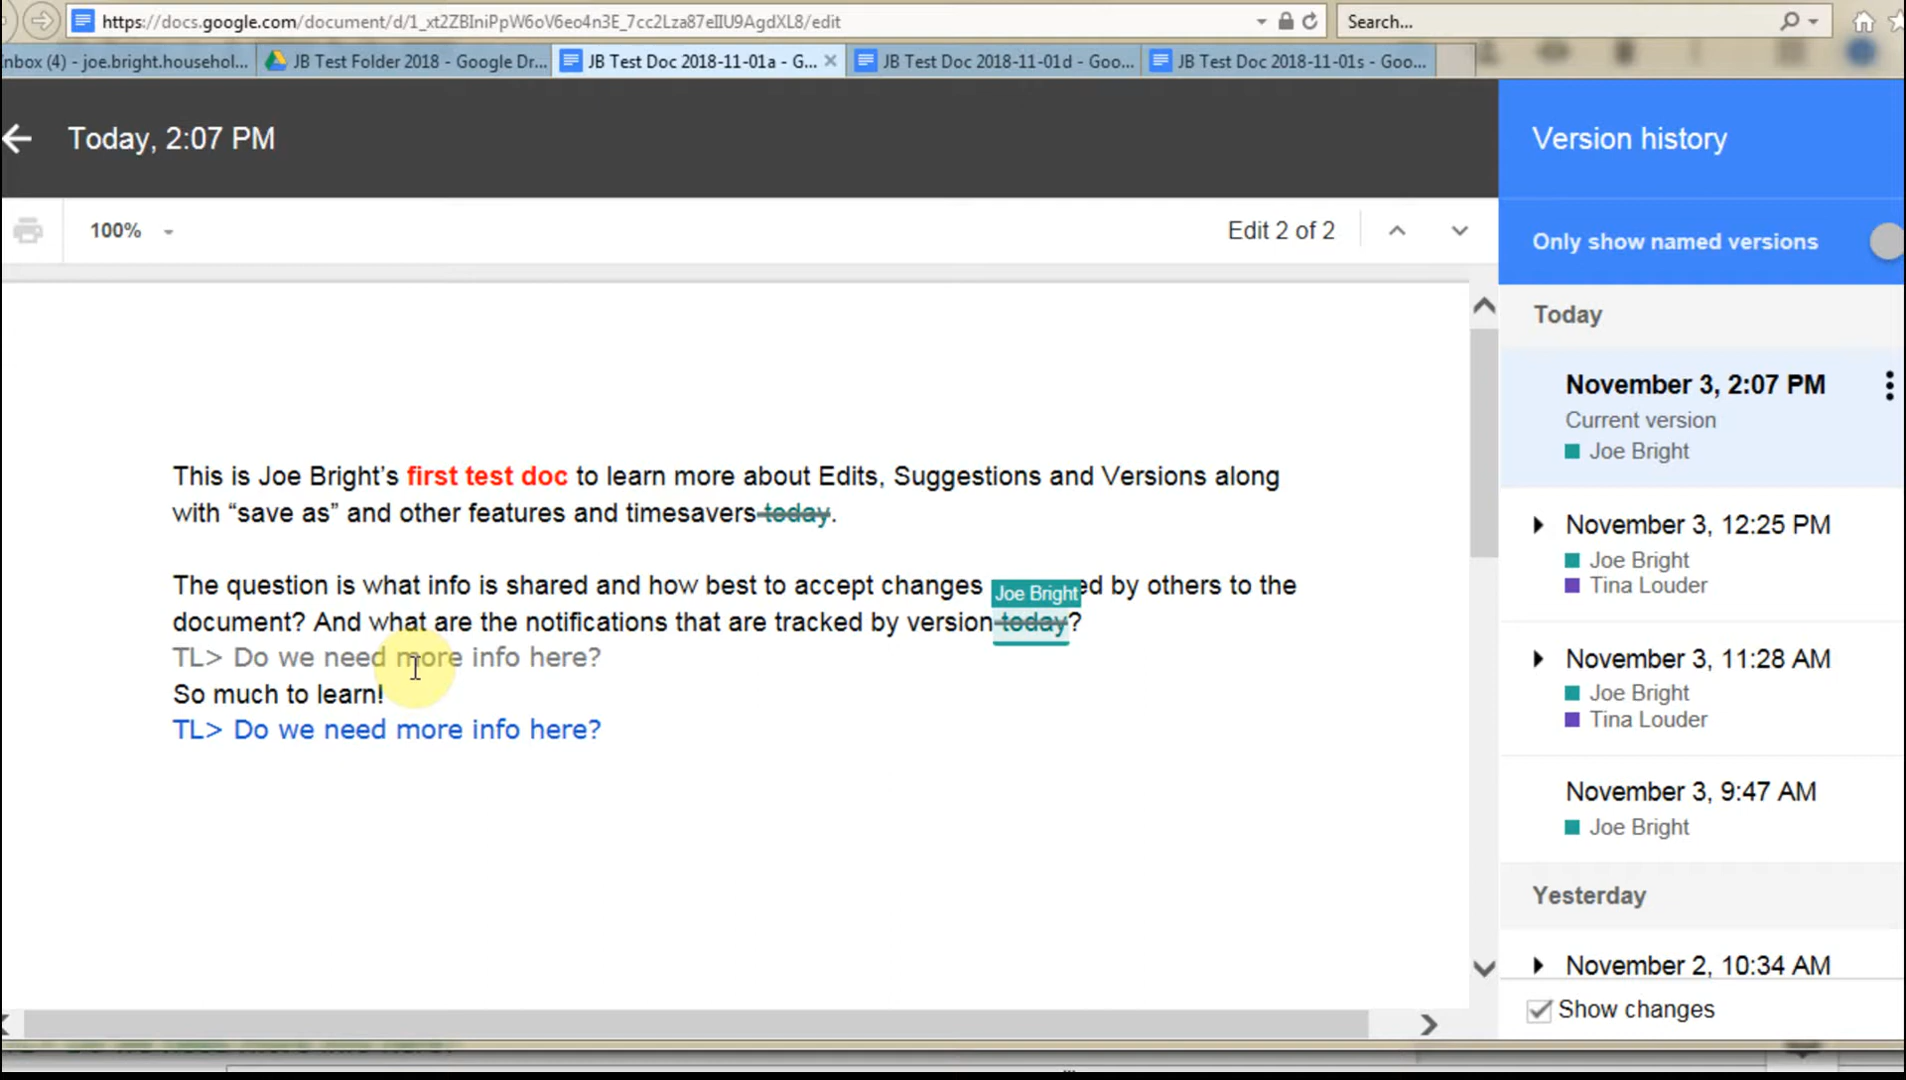 https://docs.google.com/document/d/1_xt2ZBIniPpW6oV6eo4n3E_7cc2Lza87eIIU9AgdXL8/edit
Search...
Inbox (4) - joe.bright.househol...
JB Test Folder 2018 - Google Dr...
JB Test Doc 2018-11-01a - G...
JB Test Doc 2018-11-01d - Goo...
JB Test Doc 2018-11-01s - Goo...
Today, 2:07 PM
Version history
100%
Edit 2 of 2
Only show named versions
This is Joe Bright’s first test doc to learn more about Edits, Suggestions and Versions along
with “save as” and other features and timesavers today.
The question is what info is shared and how best to accept changes ed by others to the
Joe Bright
document? And what are the notifications that are tracked by version today?
TL> Do we need more info here?
So much to learn!
TL> Do we need more info here?
Today
November 3, 2:07 PM
Current version
Joe Bright
November 3, 12:25 PM
Joe Bright
Tina Louder
November 3, 11:28 AM
Joe Bright
Tina Louder
November 3, 9:47 AM
Joe Bright
Yesterday
November 2, 10:34 AM
Show changes